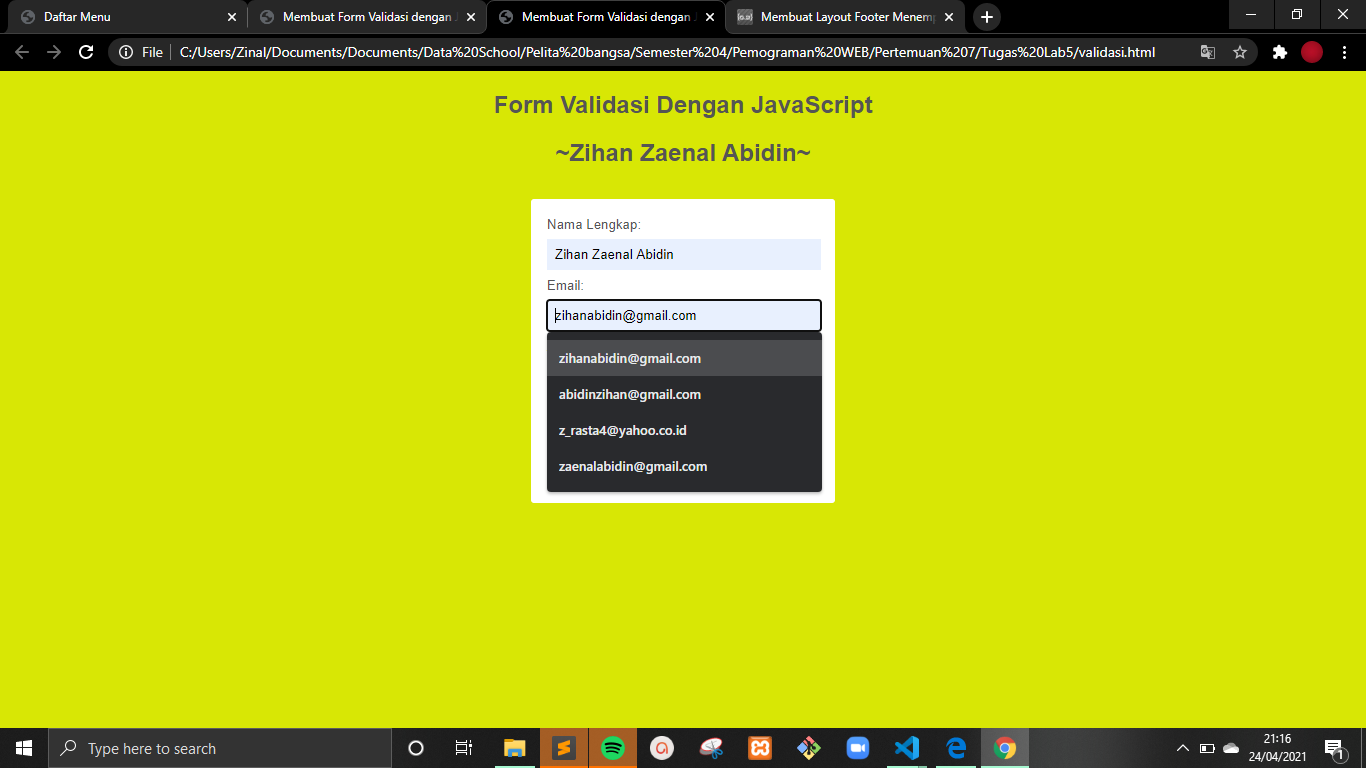 Daftar Menu
Membuat Form Validasi dengan
Membuat Form Validasi dengan
Membuat Layout Footer Menem
File
C:/Users/Zinal/Documents/Documents/Data%20School/Pelita%20bangsa/Semester%204/Pemograman%20WEB/Pertemuan%207/Tugas%20Lab5/validasi.html
Form Validasi Dengan JavaScript
~Zihan Zaenal Abidin~
Nama Lengkap:
Zihan Zaenal Abidin
Email:
zihanabidin@gmail.com
zihanabidin@gmail.com
abidinzihan@gmail.com
z_rasta4@yahoo.co.id
zaenalabidin@gmail.com
Type here to search
21:16
24/04/2021
1